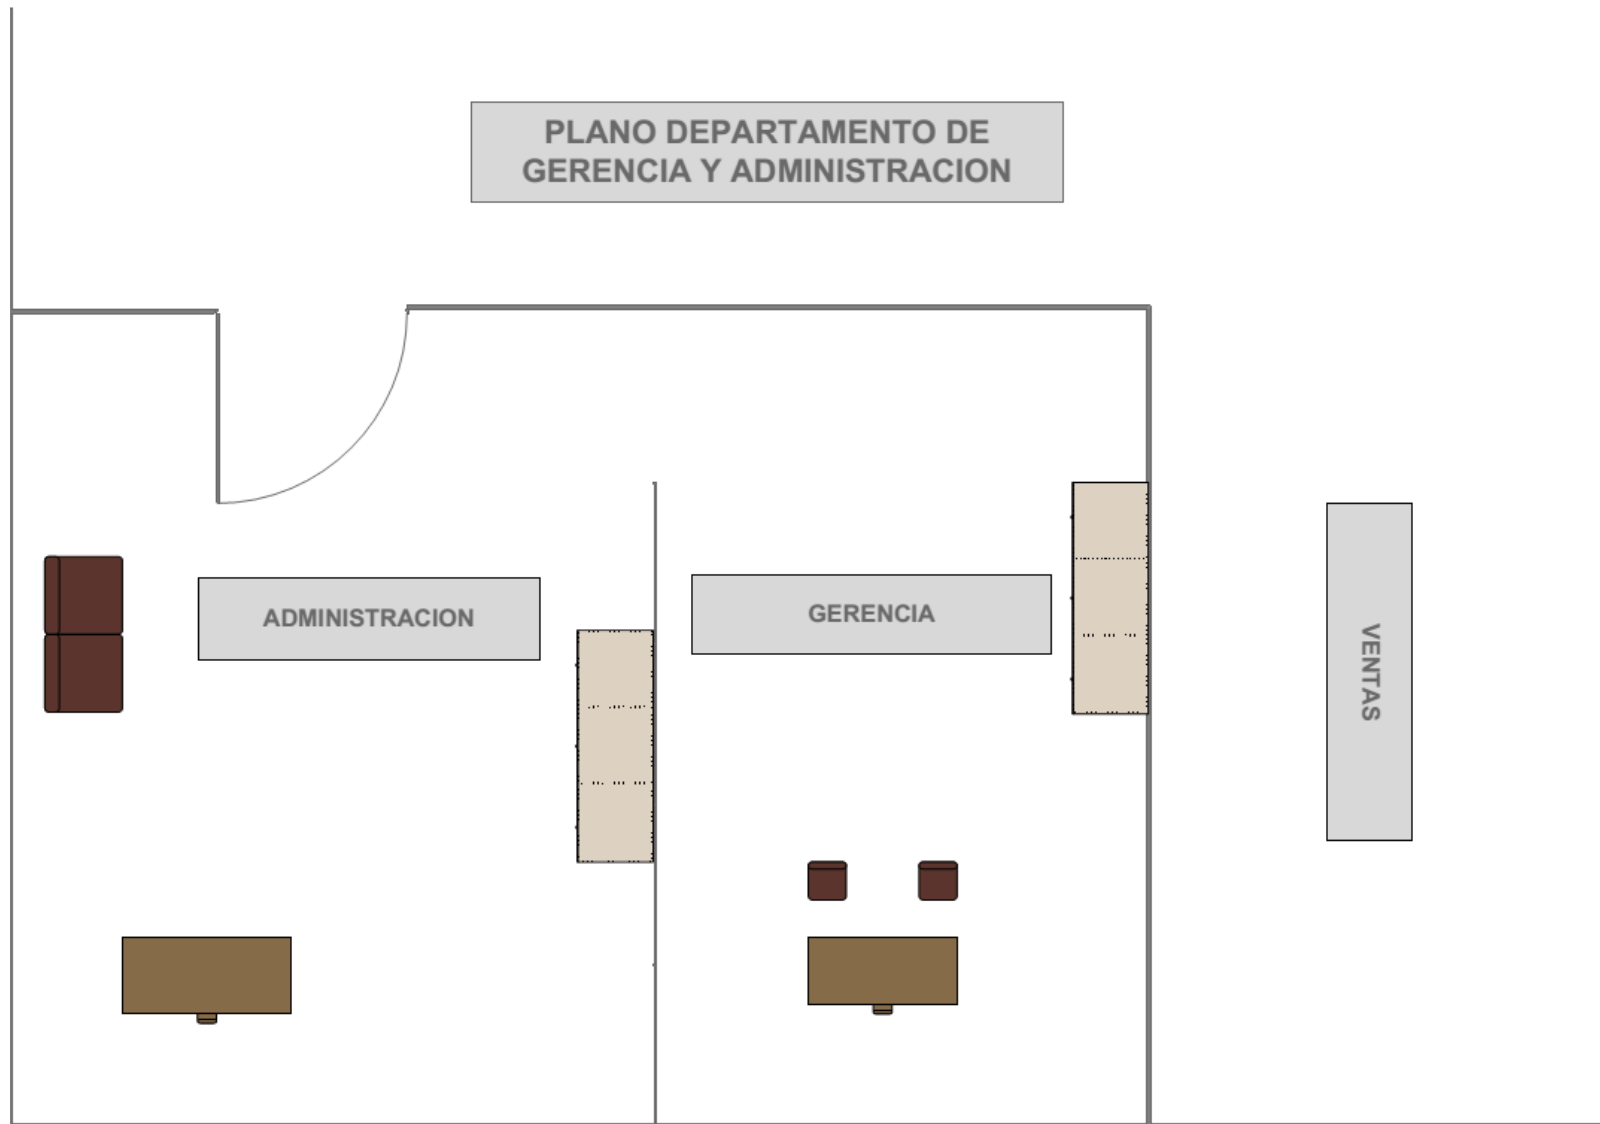 PLANO DEPARTAMENTO DE
GERENCIA Y ADMINISTRACION
ADMINISTRACION
GERENCIA
VENTAS